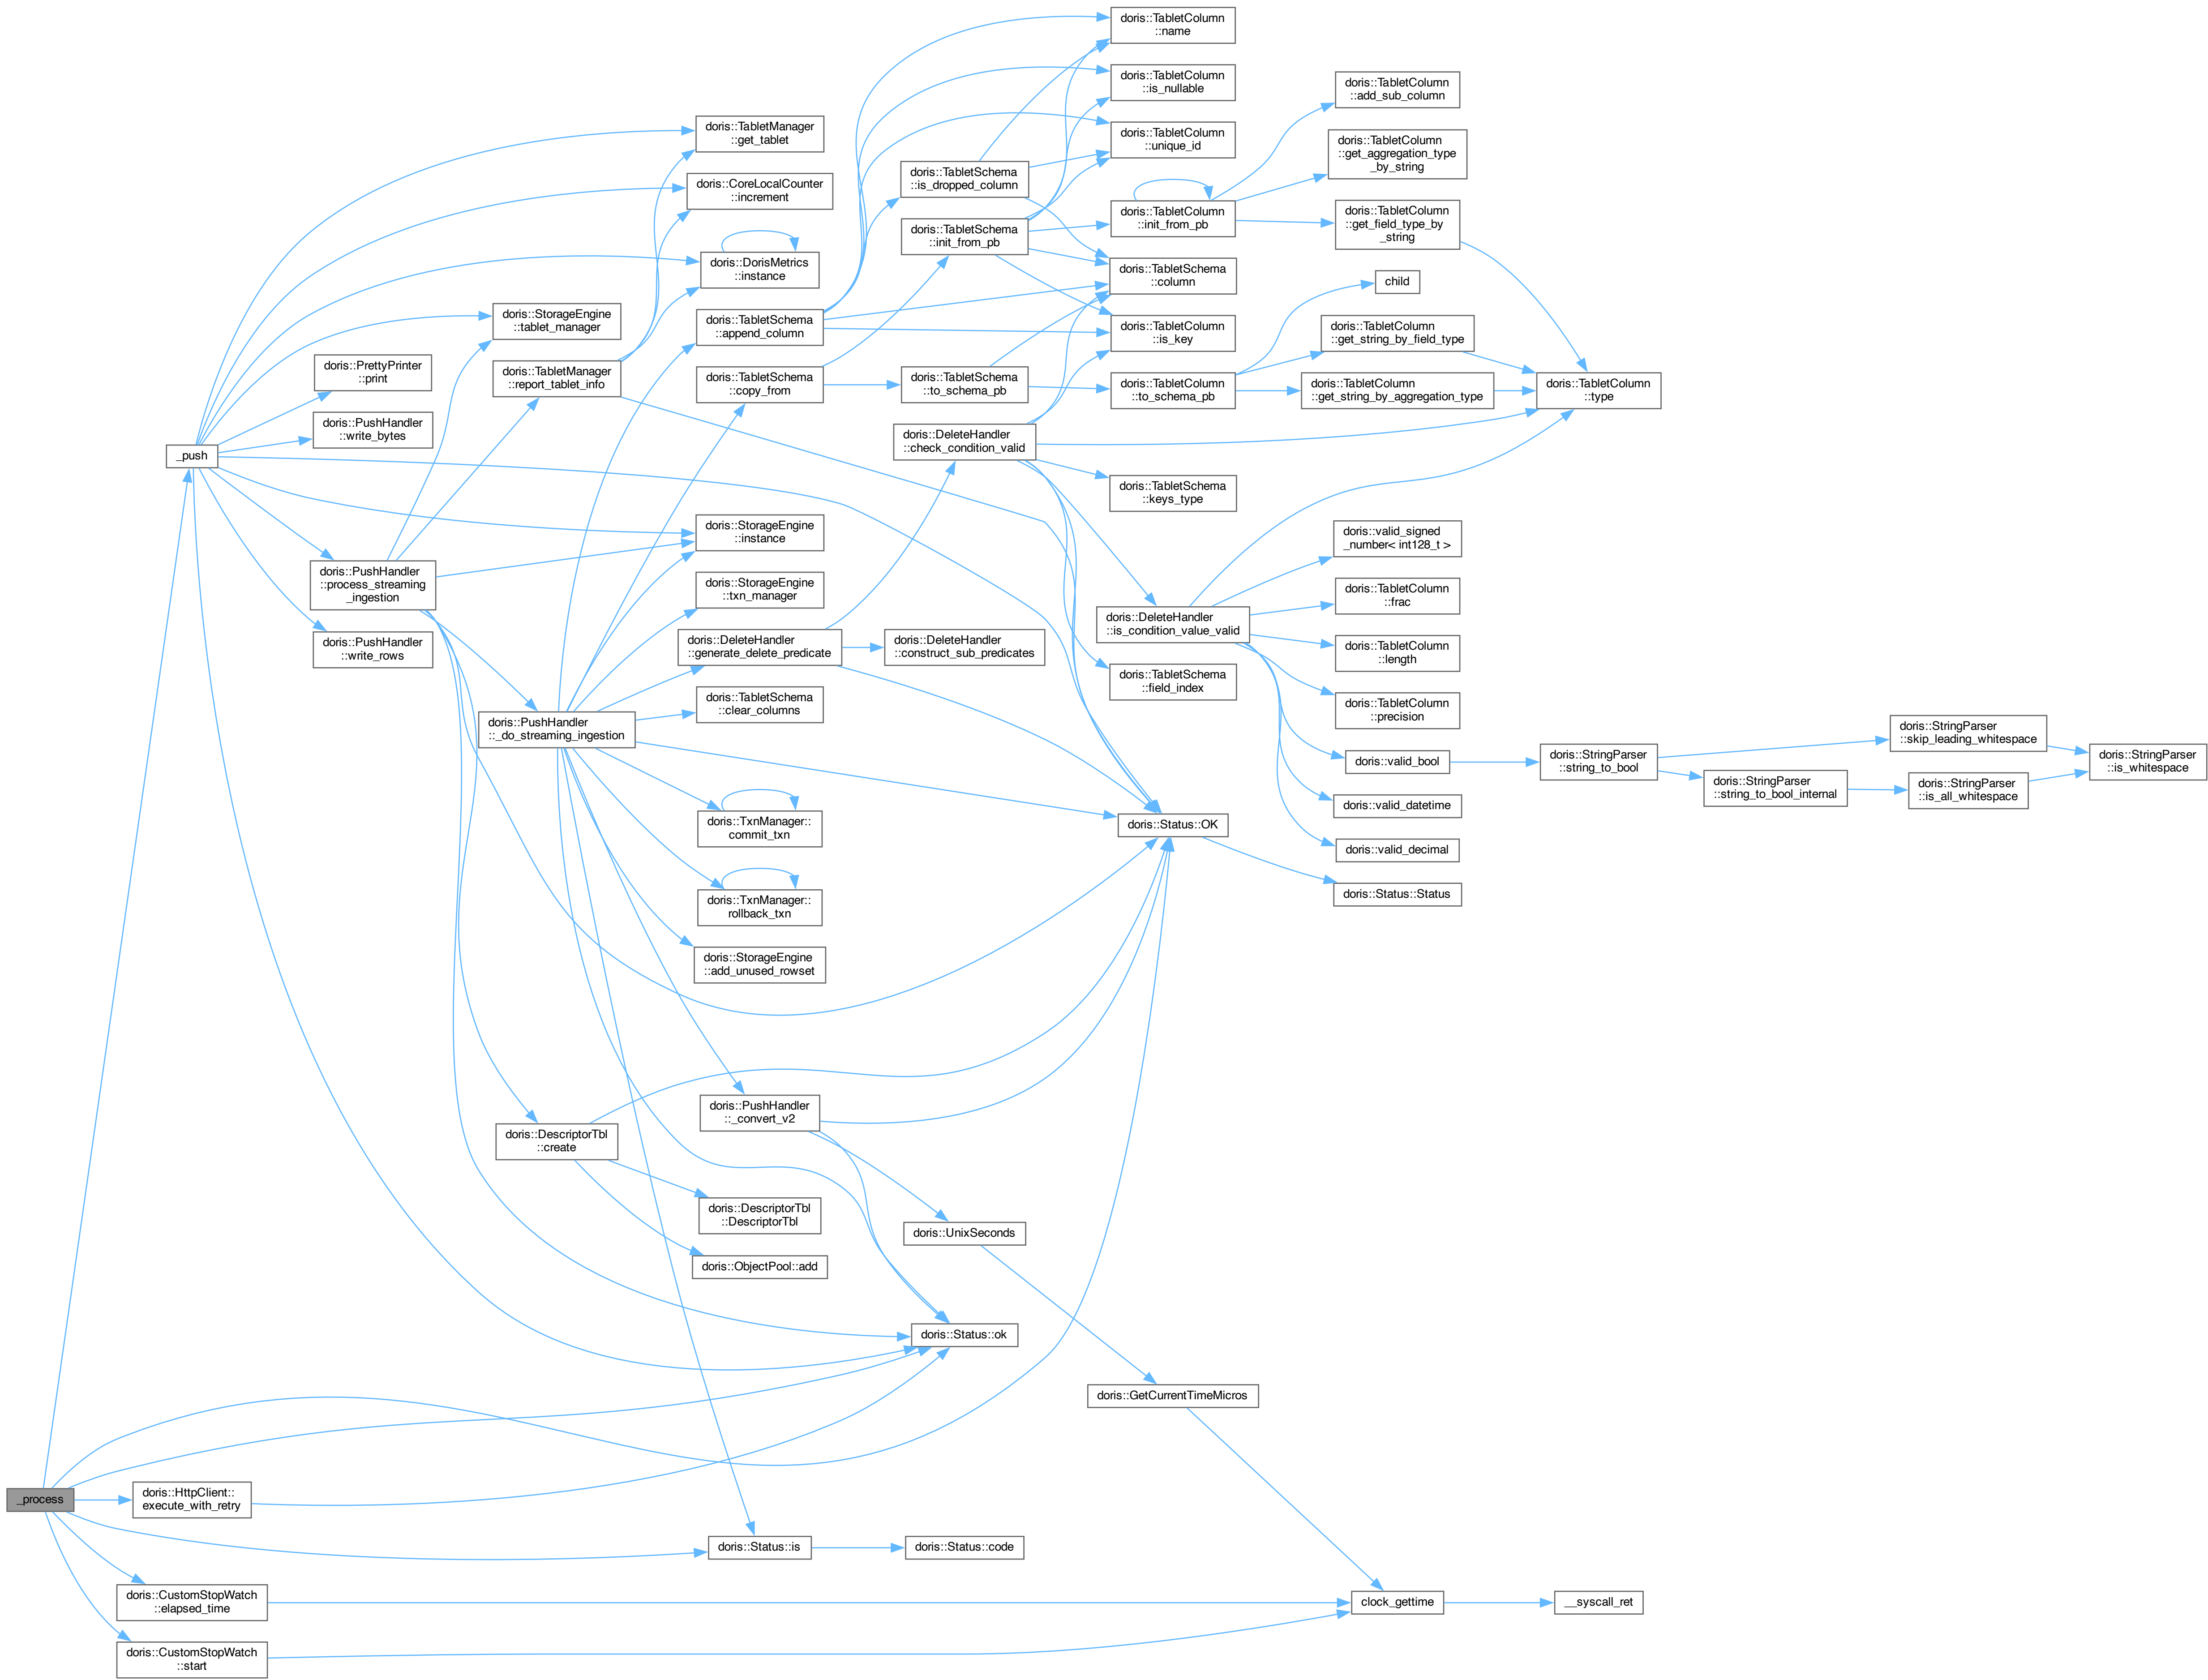 doris::TabletColumn
::name
doris::TabletColumn
::is_nullable
doris::TabletColumn
::add_sub_column
doris::TabletManager
::get_tablet
doris::TabletColumn
::unique_id
doris::TabletColumn
::get_aggregation_type
_by_string
doris::CoreLocalCounter
::increment
doris::TabletSchema
::is_dropped_column
doris::TabletColumn
::init_from_pb
doris::TabletColumn
::get_field_type_by
_string
doris::TabletSchema
::init_from_pb
doris::DorisMetrics
::instance
doris::TabletSchema
::column
child
doris::StorageEngine
::tablet_manager
doris::TabletSchema
::append_column
doris::TabletColumn
::is_key
doris::TabletColumn
::get_string_by_field_type
doris::PrettyPrinter
::print
doris::TabletManager
::report_tablet_info
doris::TabletSchema
::copy_from
doris::TabletSchema
::to_schema_pb
doris::TabletColumn
::to_schema_pb
doris::TabletColumn
::get_string_by_aggregation_type
doris::TabletColumn
::type
doris::PushHandler
::write_bytes
doris::DeleteHandler
::check_condition_valid
_push
doris::TabletSchema
::keys_type
doris::StorageEngine
::instance
doris::valid_signed
_number< int128_t >
doris::PushHandler
::process_streaming
_ingestion
doris::StorageEngine
::txn_manager
doris::TabletColumn
::frac
doris::DeleteHandler
::is_condition_value_valid
doris::PushHandler
::write_rows
doris::DeleteHandler
::generate_delete_predicate
doris::DeleteHandler
::construct_sub_predicates
doris::TabletColumn
::length
doris::TabletSchema
::field_index
doris::TabletSchema
::clear_columns
doris::TabletColumn
::precision
doris::PushHandler
::_do_streaming_ingestion
doris::StringParser
::skip_leading_whitespace
doris::valid_bool
doris::StringParser
::string_to_bool
doris::StringParser
::is_whitespace
doris::StringParser
::string_to_bool_internal
doris::StringParser
::is_all_whitespace
doris::valid_datetime
doris::TxnManager::
commit_txn
doris::Status::OK
doris::valid_decimal
doris::Status::Status
doris::TxnManager::
rollback_txn
doris::StorageEngine
::add_unused_rowset
doris::PushHandler
::_convert_v2
doris::DescriptorTbl
::create
doris::DescriptorTbl
::DescriptorTbl
doris::UnixSeconds
doris::ObjectPool::add
doris::Status::ok
doris::GetCurrentTimeMicros
_process
doris::HttpClient::
execute_with_retry
doris::Status::is
doris::Status::code
doris::CustomStopWatch
::elapsed_time
clock_gettime
__syscall_ret
doris::CustomStopWatch
::start